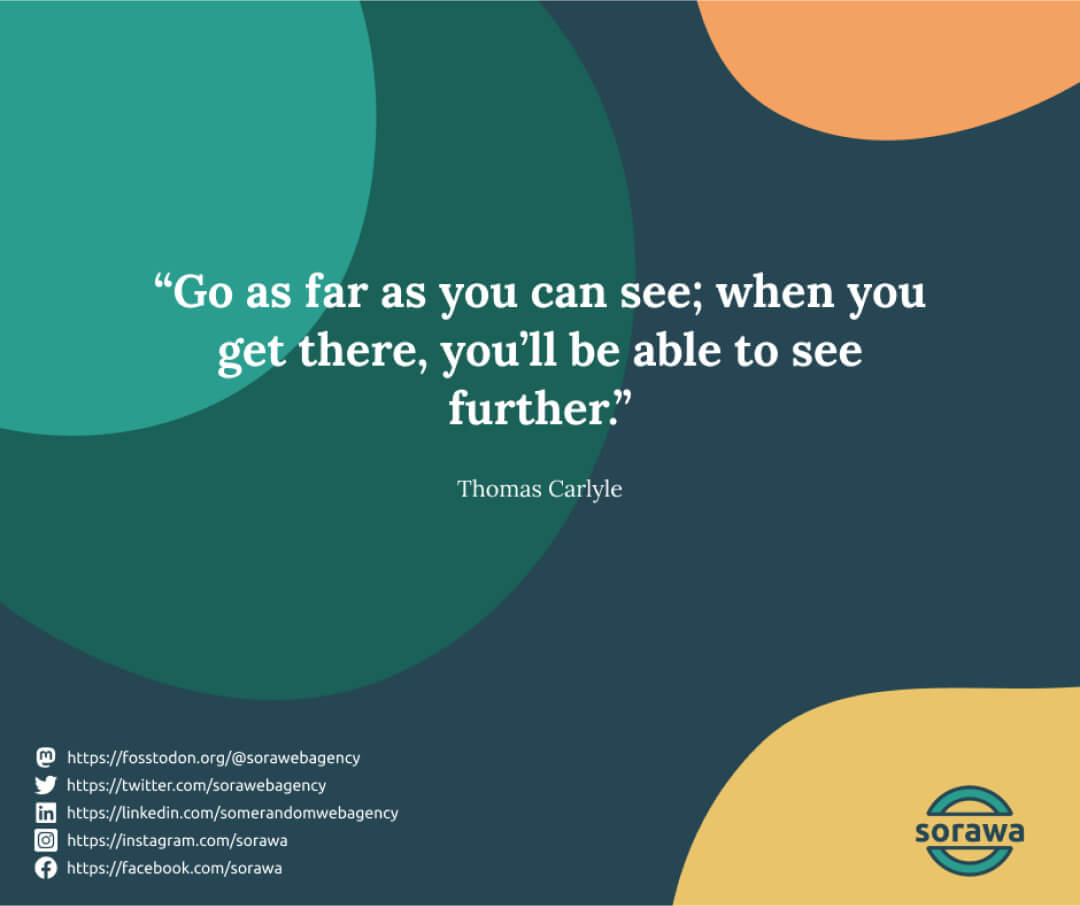 “Go as far as you can see; when you
get there, you’ll be able to see
further.”
Thomas Carlyle
https://fosstodon.org/@sorawebagency
https://twitter.com/sorawebagency
https://linkedin.com/somerandomwebagency
https://instagram.com/sorawa
https://facebook.com/sorawa
sorawa